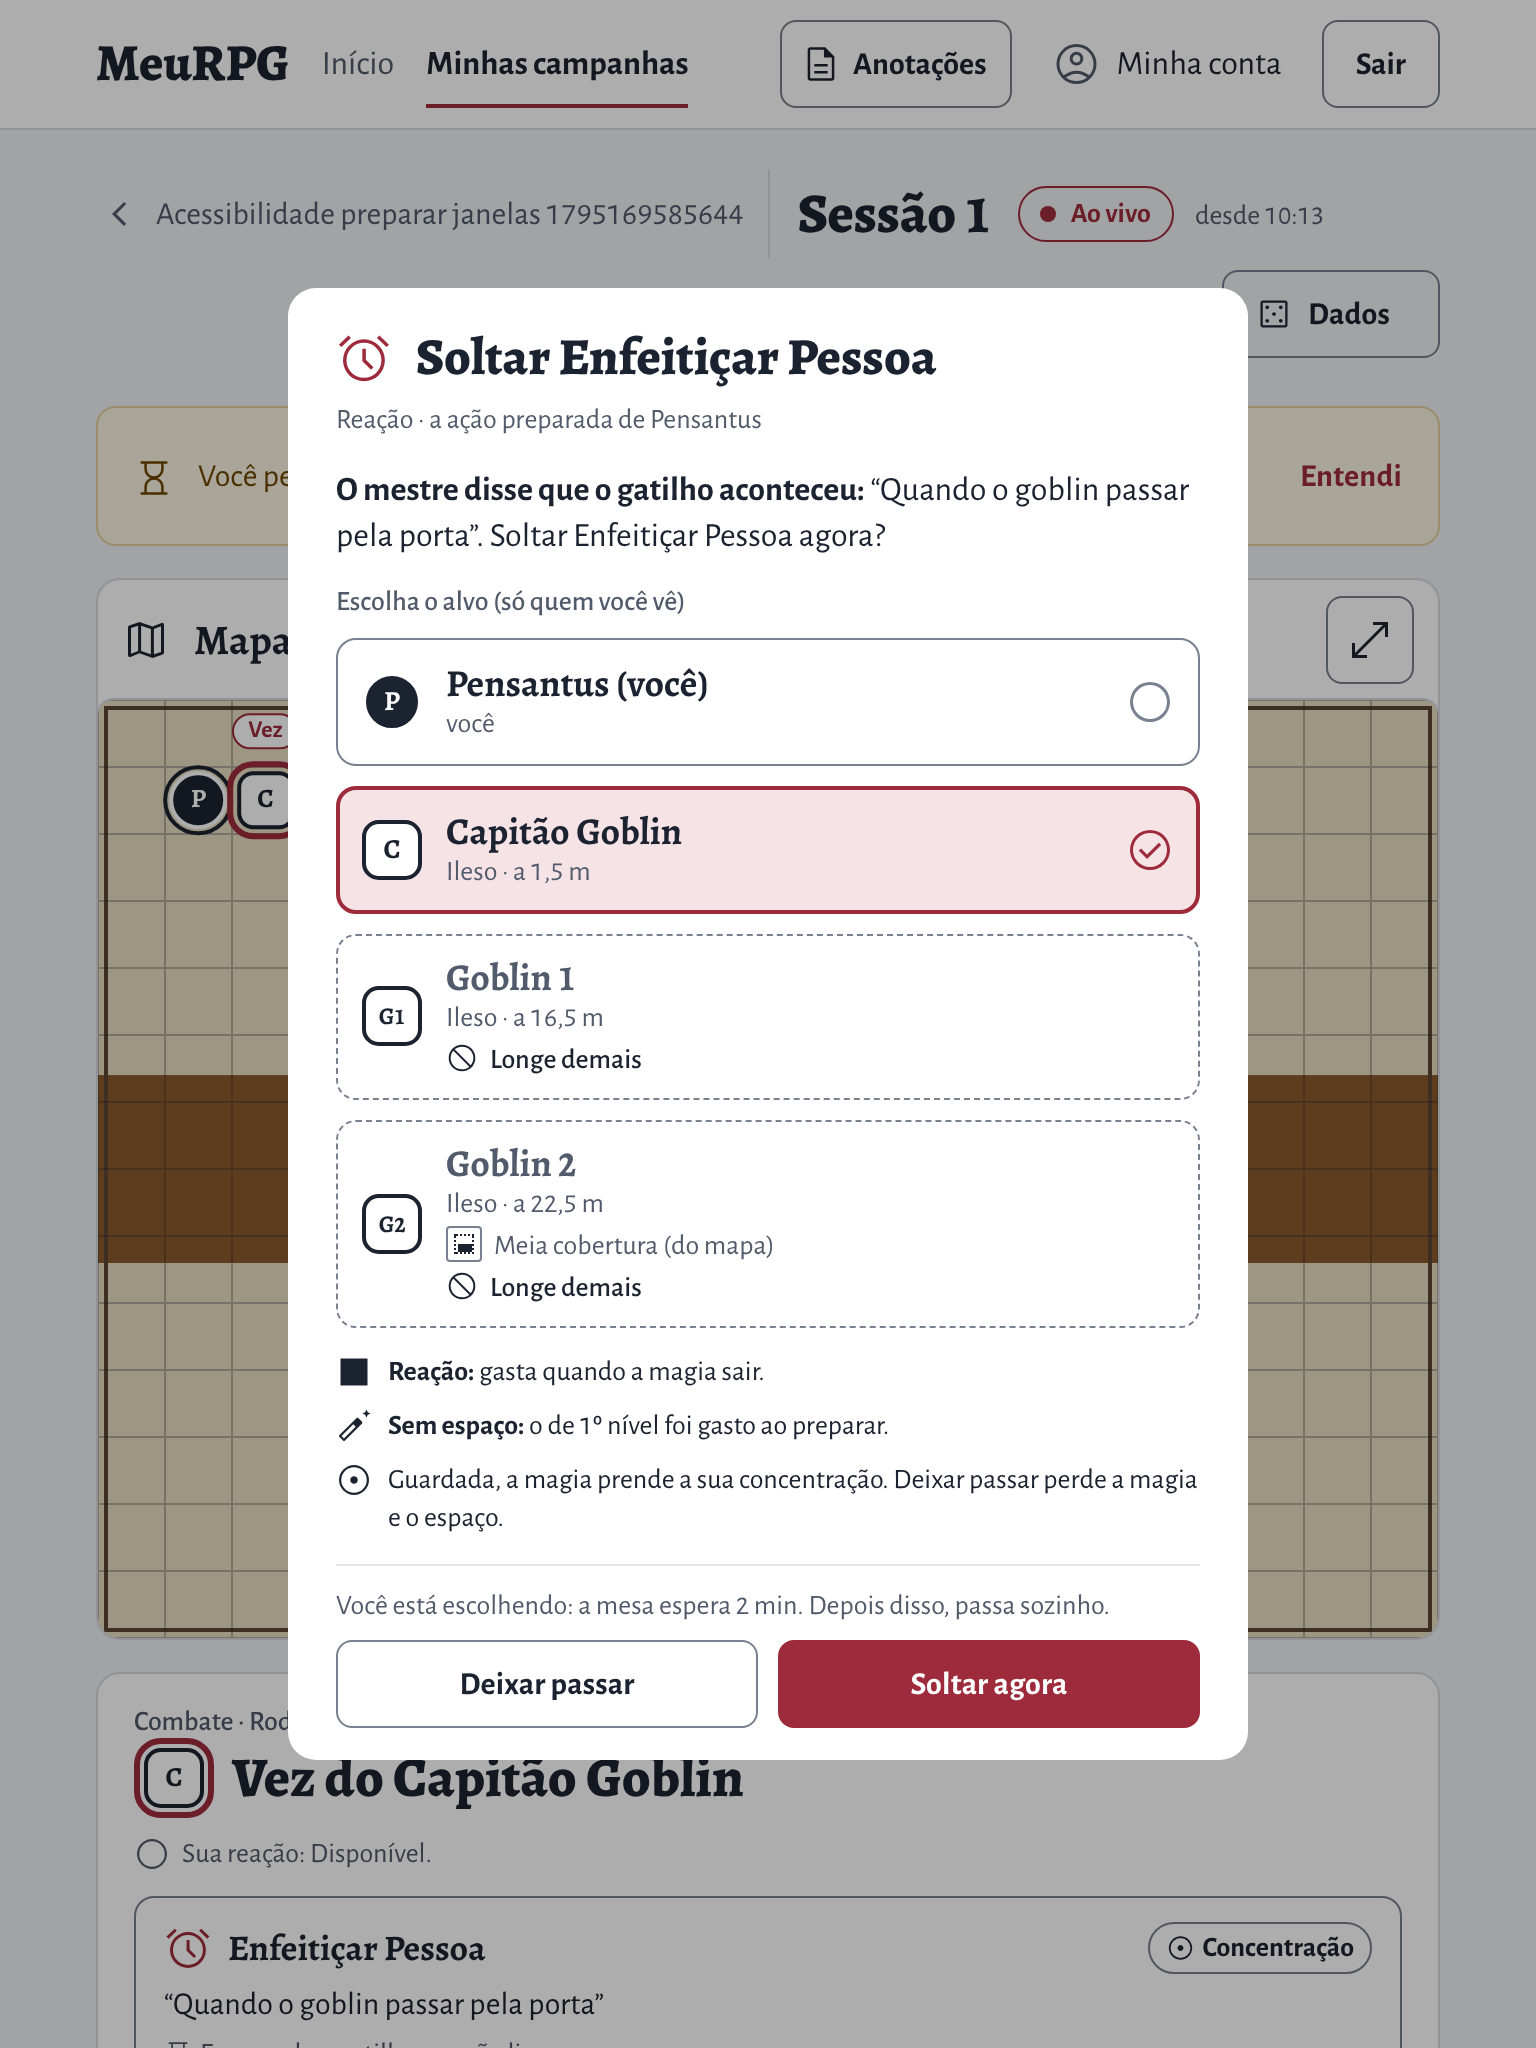 MeuRPG Início Minhas campanhas Anotações Minha conta Sair
Acessibilidade preparar janelas 1795169585644 Sessão 1 Ao vivo desde 10:13
Dados
Soltar Enfeitiçar Pessoa
Reação · a ação preparada de Pensantus
Você Entendi
O mestre disse que o gatilho aconteceu: “Quando o goblin passar
pela porta”. Soltar Enfeitiçar Pessoa agora?
Escolha o alvo (só quem você vê)
Mapa
P Pensantus (você)
você
Vez
P C
C Capitão Goblin
Ileso · a 1,5 m
G1 Goblin 1
Ileso · a 16,5 m
Longe demais
G2 Goblin 2
Ileso · a 22,5 m
Meia cobertura (do mapa)
Longe demais
Reação: gasta quando a magia sair.
Sem espaço: o de 1º nível foi gasto ao preparar.
Guardada, a magia prende a sua concentração. Deixar passar perde a magia
e o espaço.
Você está escolhendo: a mesa espera 2 min. Depois disso, passa sozinho.
Deixar passar Soltar agora
Combate ·
C Vez do Capitão Goblin
Sua reação: Disponível.
Enfeitiçar Pessoa Concentração
“Quando o goblin passar pela porta”